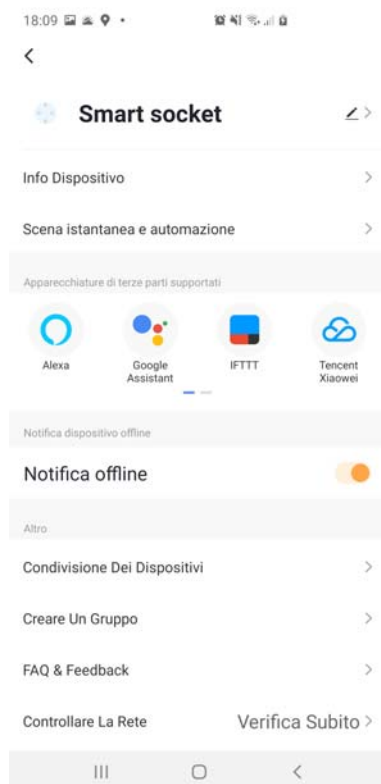 18:09
Smart socket
Info Dispositivo
Scena istantanea e automazione
Apparecchiature di terze parti supportati
Alexa
Google
Assistant
IFTTT
Tencent
Xiaowei
Notifica dispositivo offline
Notifica offline
Altro
Condivisione Dei Dispositivi
Creare Un Gruppo
FAQ & Feedback
Controllare La Rete Verifica Subito